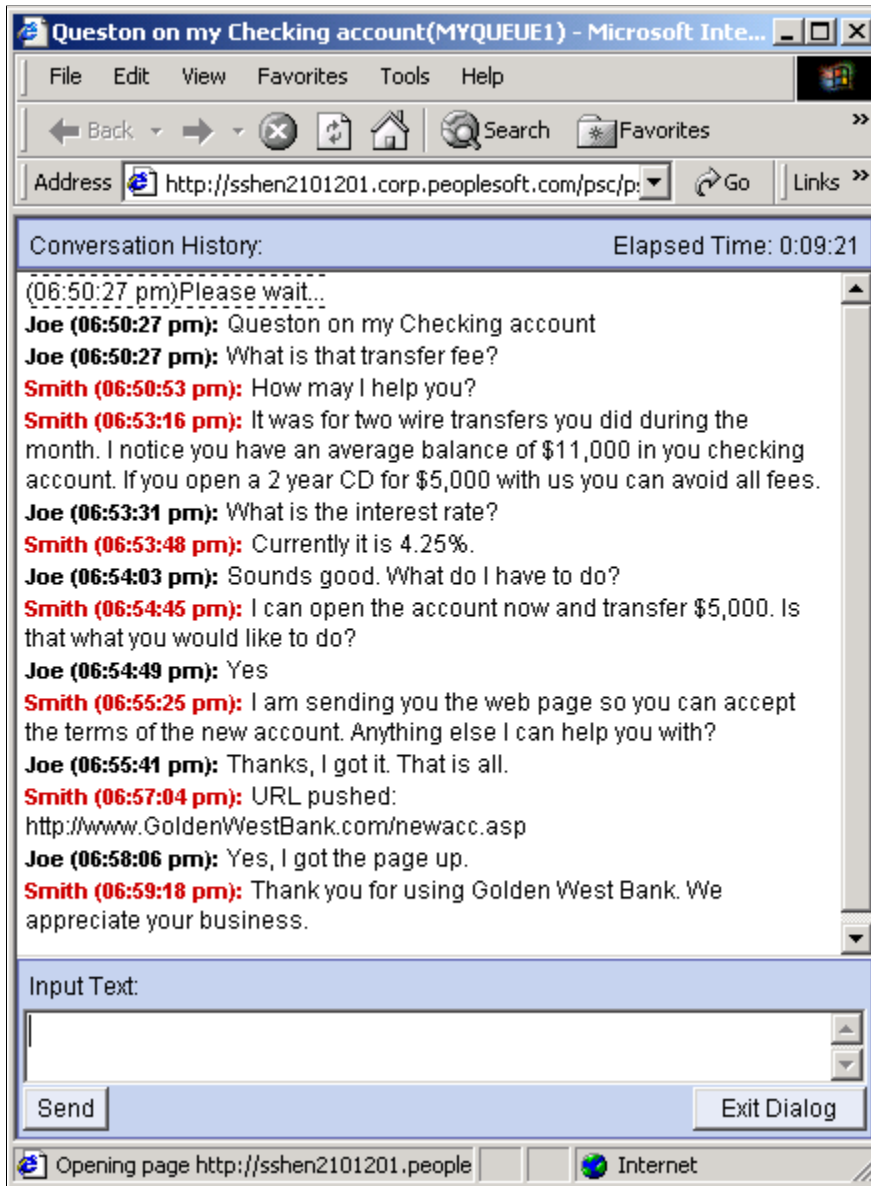 Queston on my Checking account(MYQUEUE1) - Microsoft Inte...
File Edit View Favorites Tools Help
Back Search Favorites »
Address http://sshen2101201.corp.peoplesoft.com/psc/p Go Links »
Conversation History: Elapsed Time: 0:09:21
(06:50:27 pm)Please wait...
Joe (06:50:27 pm): Queston on my Checking account
Joe (06:50:27 pm): What is that transfer fee?
Smith (06:50:53 pm): How may I help you?
Smith (06:53:16 pm): It was for two wire transfers you did during the
month. I notice you have an average balance of $11,000 in you checking
account. If you open a 2 year CD for $5,000 with us you can avoid all fees.
Joe (06:53:31 pm): What is the interest rate?
Smith (06:53:48 pm): Currently it is 4.25%.
Joe (06:54:03 pm): Sounds good. What do I have to do?
Smith (06:54:45 pm): I can open the account now and transfer $5,000. Is
that what you would like to do?
Joe (06:54:49 pm): Yes
Smith (06:55:25 pm): I am sending you the web page so you can accept
the terms of the new account. Anything else I can help you with?
Joe (06:55:41 pm): Thanks, I got it. That is all.
Smith (06:57:04 pm): URL pushed:
http://www.GoldenWestBank.com/newacc.asp
Joe (06:58:06 pm): Yes, I got the page up.
Smith (06:59:18 pm): Thank you for using Golden West Bank. We
appreciate your business.
Input Text:
Send Exit Dialog
Opening page http://sshen2101201.people Internet